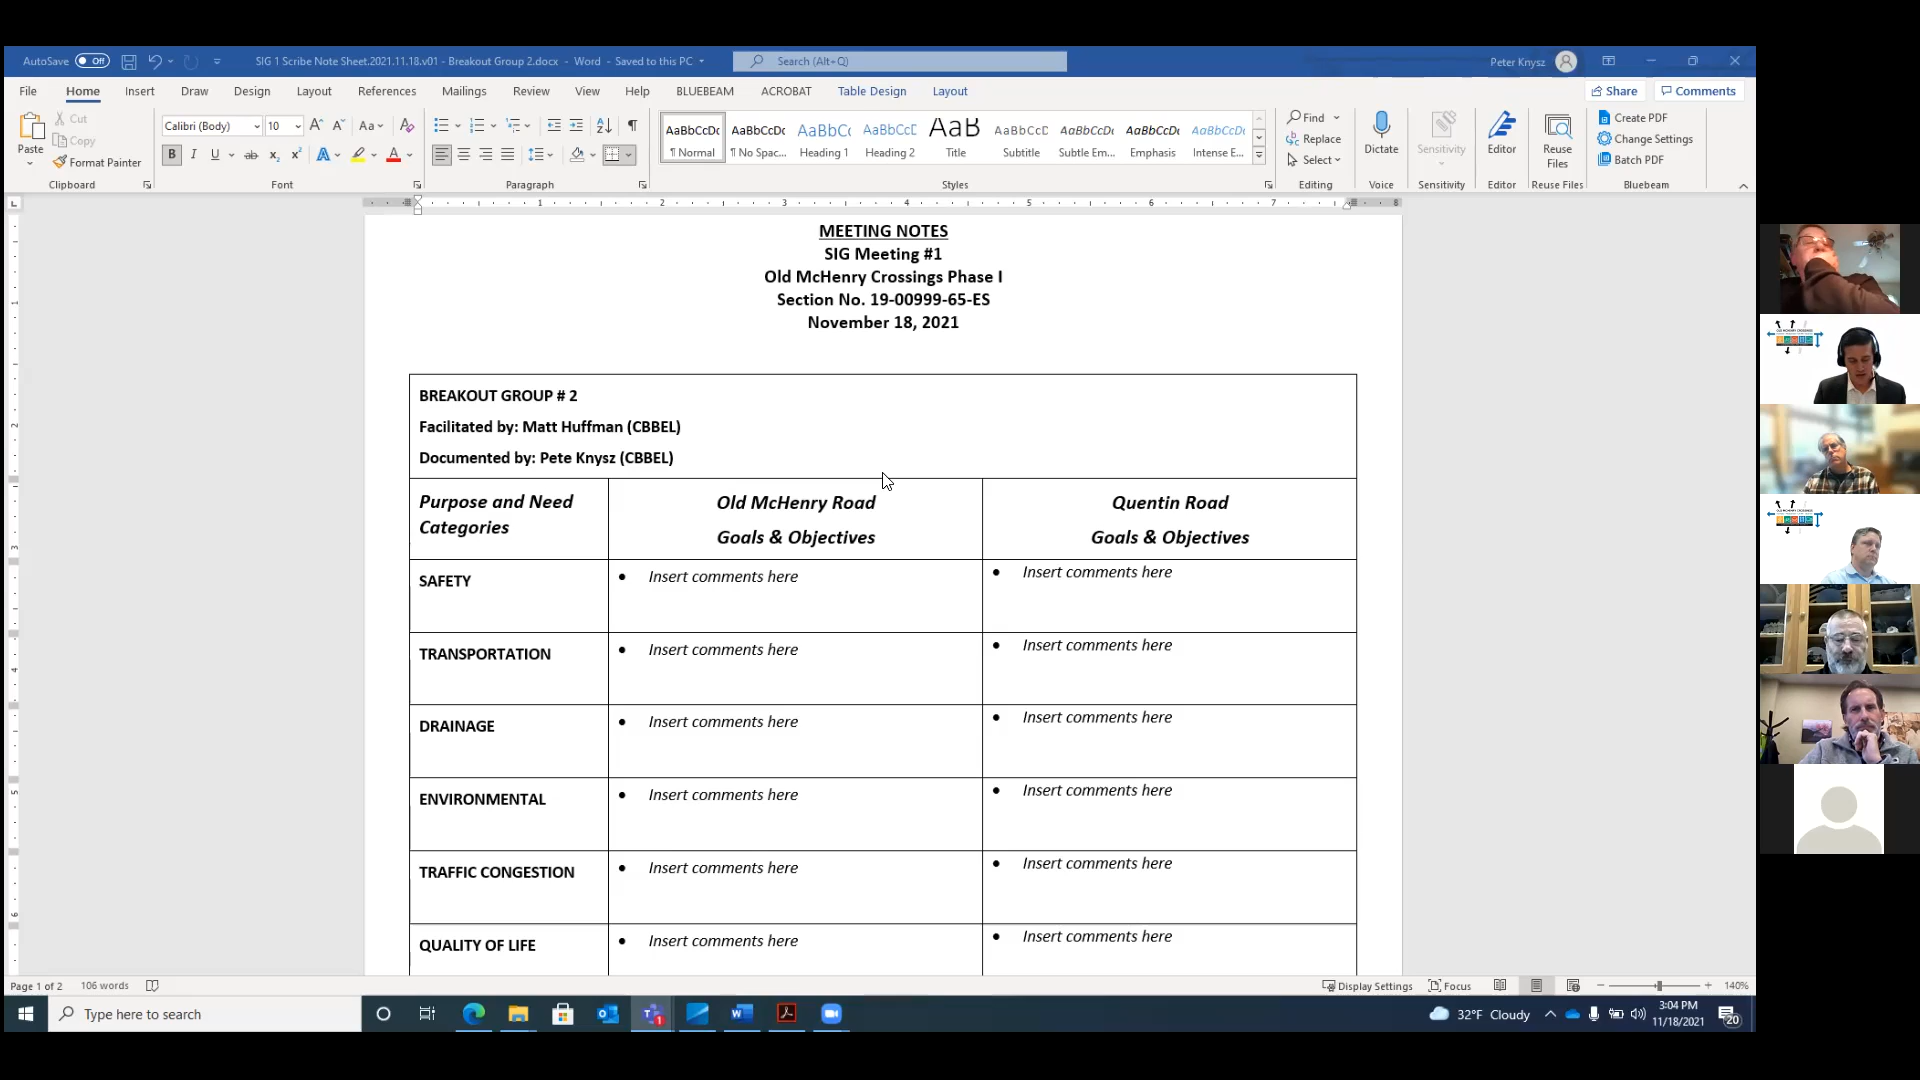 AutoSave Off SIG 1 Scribe Note Sheet.2021.11.18.v01 - Breakout Group 2.docx - Word - Saved to this PC Search (Alt+Q) Peter Knysz
File Home Insert Draw Design Layout References Mailings Review View Help BLUEBEAM ACROBAT Table Design Layout Share Comments
Paste
Cut
Copy
Format Painter
Clipboard
Calibri (Body) 10
Font
Paragraph
AaBbCcDc AaBbCcDc AaBbCc AaBbCcE AaB AaBbCcD AaBbCcDc AaBbCcDc AaBbCcDc
¶ Normal ¶ No Spac... Heading 1 Heading 2 Title Subtitle Subtle Em... Emphasis Intense E...
Styles
Find
Replace
Select
Editing
Dictate
Voice
Sensitivity
Sensitivity
Editor
Editor
Reuse
Files
Reuse Files
Create PDF
Change Settings
Batch PDF
Bluebeam
1 2 3 4 5 6 7 8
MEETING NOTES
SIG Meeting #1
Old McHenry Crossings Phase I
Section No. 19-00999-65-ES
November 18, 2021
BREAKOUT GROUP # 2
Facilitated by: Matt Huffman (CBBEL)
Documented by: Pete Knysz (CBBEL)
Purpose and Need
Categories
Old McHenry Road
Goals & Objectives
Quentin Road
Goals & Objectives
SAFETY • Insert comments here • Insert comments here
TRANSPORTATION • Insert comments here • Insert comments here
DRAINAGE • Insert comments here • Insert comments here
ENVIRONMENTAL • Insert comments here • Insert comments here
TRAFFIC CONGESTION • Insert comments here • Insert comments here
QUALITY OF LIFE • Insert comments here • Insert comments here
Page 1 of 2 106 words Display Settings Focus 140%
Type here to search 32°F Cloudy 3:04 PM
11/18/2021 20